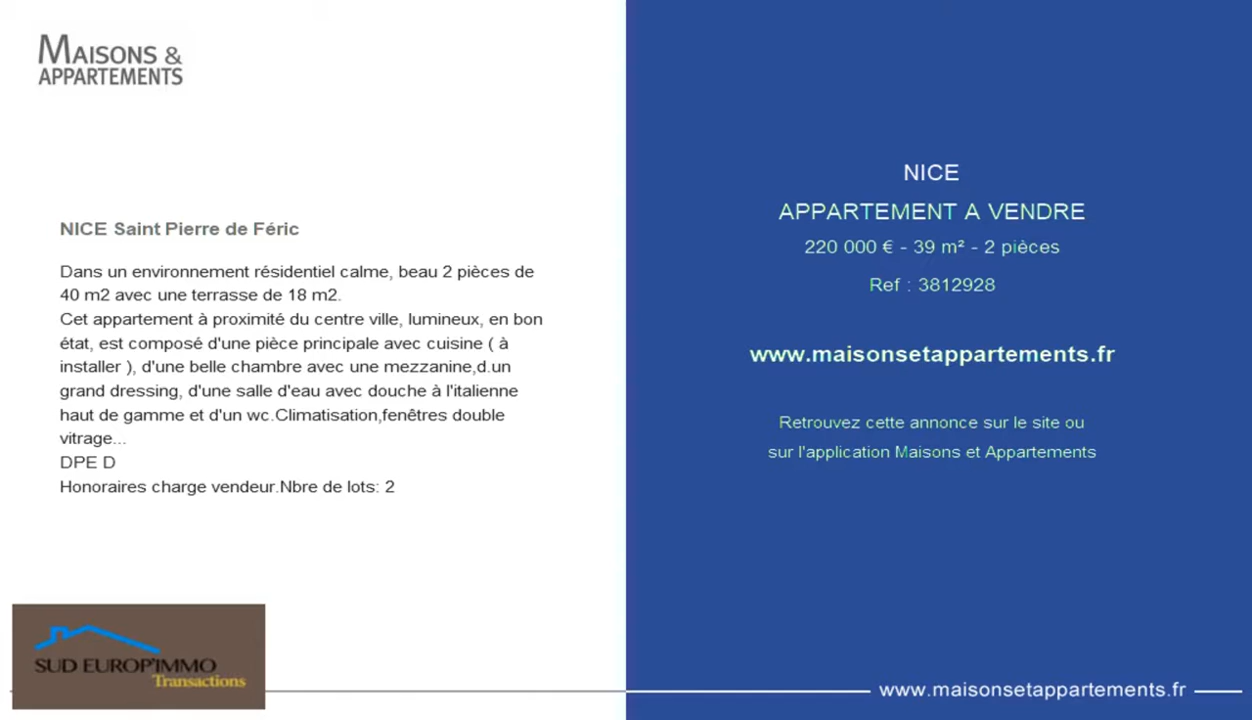 MAISONS &
APPARTEMENTS
NICE Saint Pierre de Féric
Dans un environnement résidentiel calme, beau 2 pièces de
40 m2 avec une terrasse de 18 m2.
Cet appartement à proximité du centre ville, lumineux, en bon
état, est composé d'une pièce principale avec cuisine ( à
installer ), d'une belle chambre avec une mezzanine,d.un
grand dressing, d'une salle d'eau avec douche à l'italienne
haut de gamme et d'un wc.Climatisation,fenêtres double
vitrage...
DPE D
Honoraires charge vendeur.Nbre de lots: 2
SUD EUROP'IMMO
Transactions
NICE
APPARTEMENT A VENDRE
220 000 € - 39 m² - 2 pièces
Ref : 3812928
www.maisonsetappartements.fr
Retrouvez cette annonce sur le site ou
sur l'application Maisons et Appartements
www.maisonsetappartements.fr